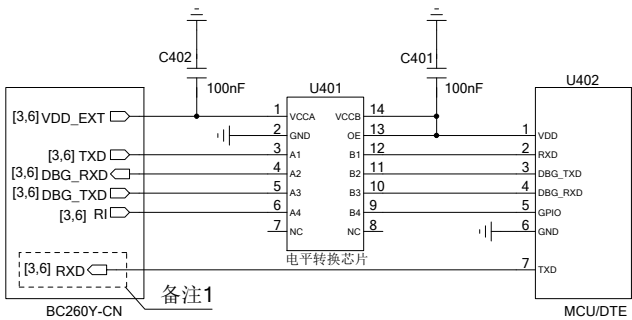 C402
100nF
C401
100nF
U401
U402
[3,6] VDD_EXT
1 VCCA VCCB 14
2 GND OE 13
1 VDD
[3,6] TXD
3 A1 B1 12
2 RXD
[3,6] DBG_RXD
4 A2 B2 11
3 DBG_TXD
[3,6] DBG_TXD
5 A3 B3 10
4 DBG_RXD
[3,6] RI
6 A4 B4 9
5 GPIO
7 NC NC 8
6 GND
电平转换芯片
[3,6] RXD
7 TXD
备注1
BC260Y-CN
MCU/DTE